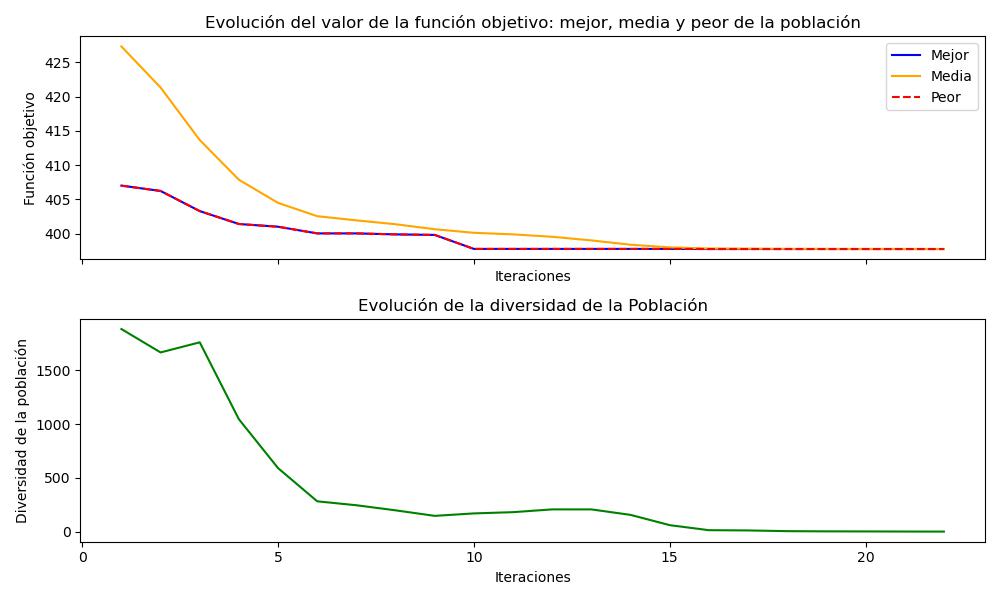 Evolución del valor de la función objetivo: mejor, media y peor de la población
Función objetivo
425
420
415
410
405
400
Mejor
Media
Peor
Iteraciones
Evolución de la diversidad de la Población
Diversidad de la población
1500
1000
500
0
0
5
10
15
20
Iteraciones